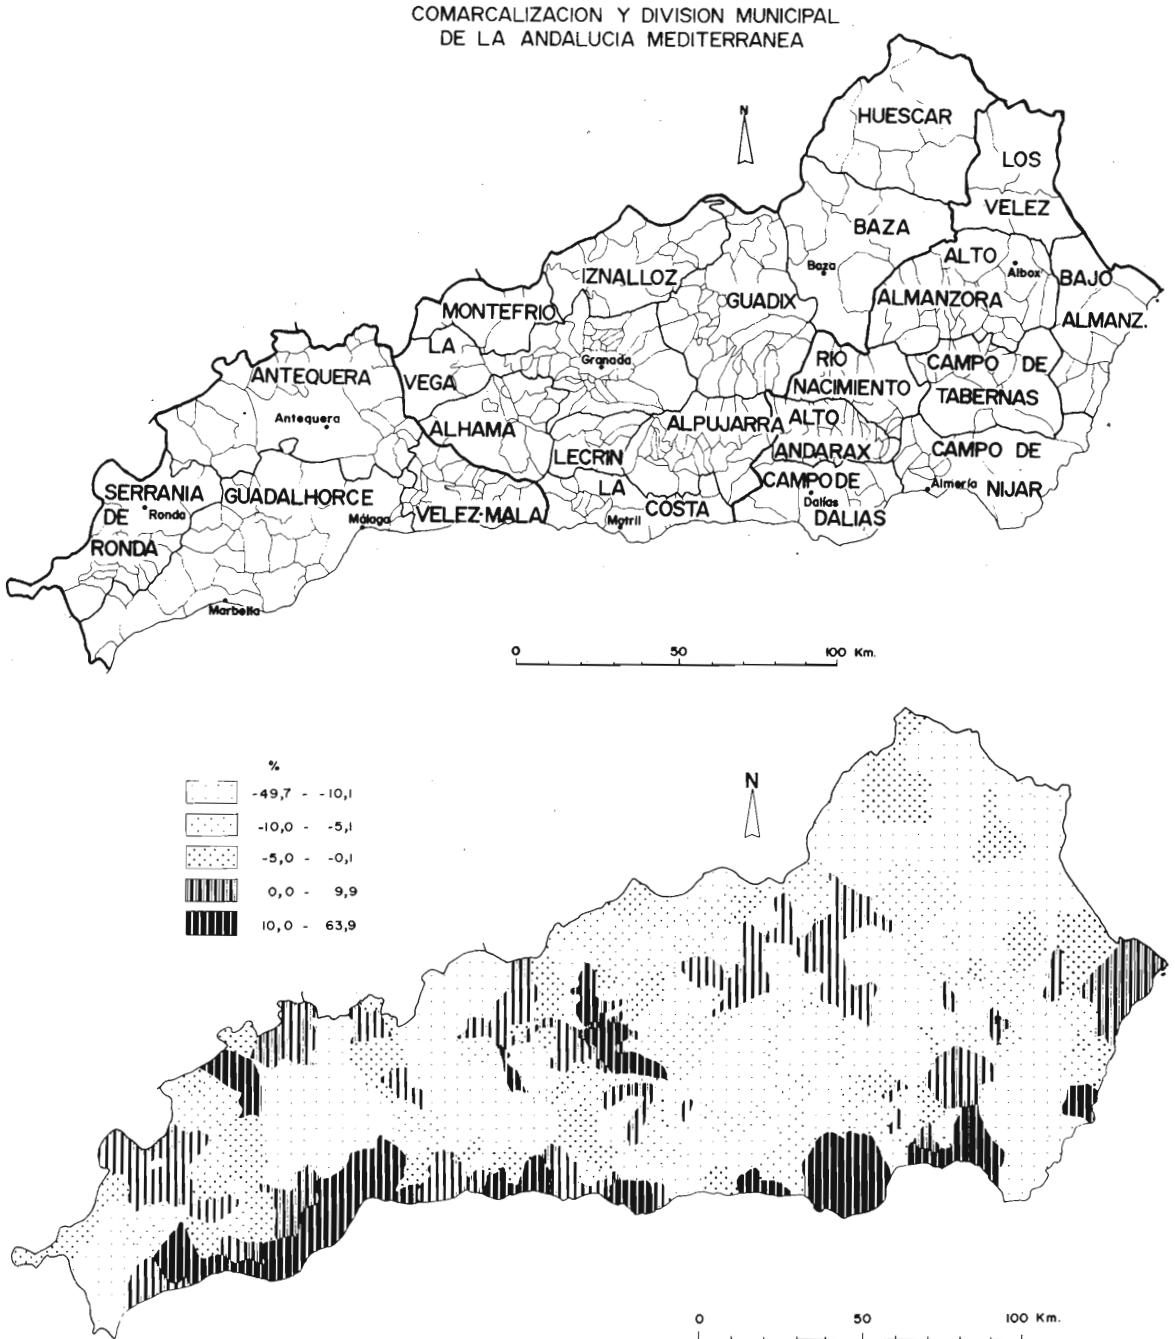 COMARCALIZACION Y DIVISION MUNICIPAL
DE LA ANDALUCIA MEDITERRANEA
N
HUESCAR
LOS
VELEZ
BAZA
Baza
ALTO
Albox
ALMANZORA
BAJO
ALMANZ.
IZNALLOZ
GUADIX
MONTEFRIO
LA
VEGA
Granada
RIO
NACIMIENTO
CAMPO DE
TABERNAS
ANTEQUERA
Antequera
ALHAMA
ALPUJARRA
ALTO
ANDARAX
LECRIN
CAMPO DE
NIJAR
Almería
SERRANIA
DE
Ronda
RONDA
GUADALHORCE
Málaga
VELEZ-MALA
LA
COSTA
Motril
CAMPO DE
Dalías
DALIAS
Marbella
0 50 100 Km.
%
-49,7 - -10,1
-10,0 - -5,1
-5,0 - -0,1
0,0 - 9,9
10,0 - 63,9
N
0 50 100 Km.